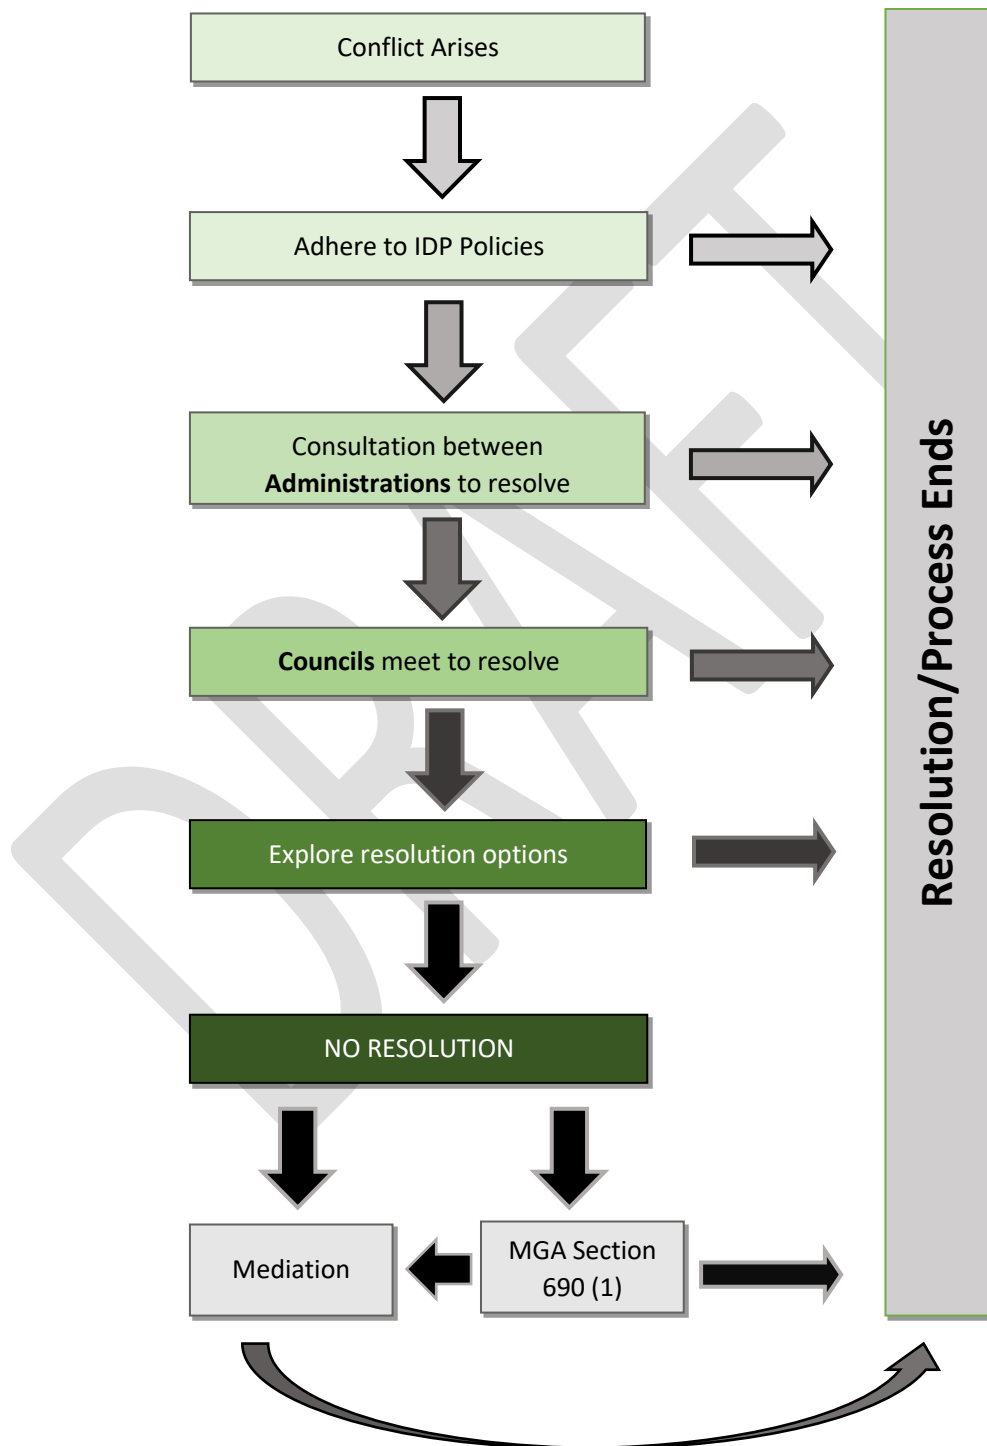 Conflict Arises
Adhere to IDP Policies
Consultation between
Administrations to resolve
Councils meet to resolve
Explore resolution options
NO RESOLUTION
Mediation
MGA Section
690 (1)
Resolution/Process Ends
DRAFT